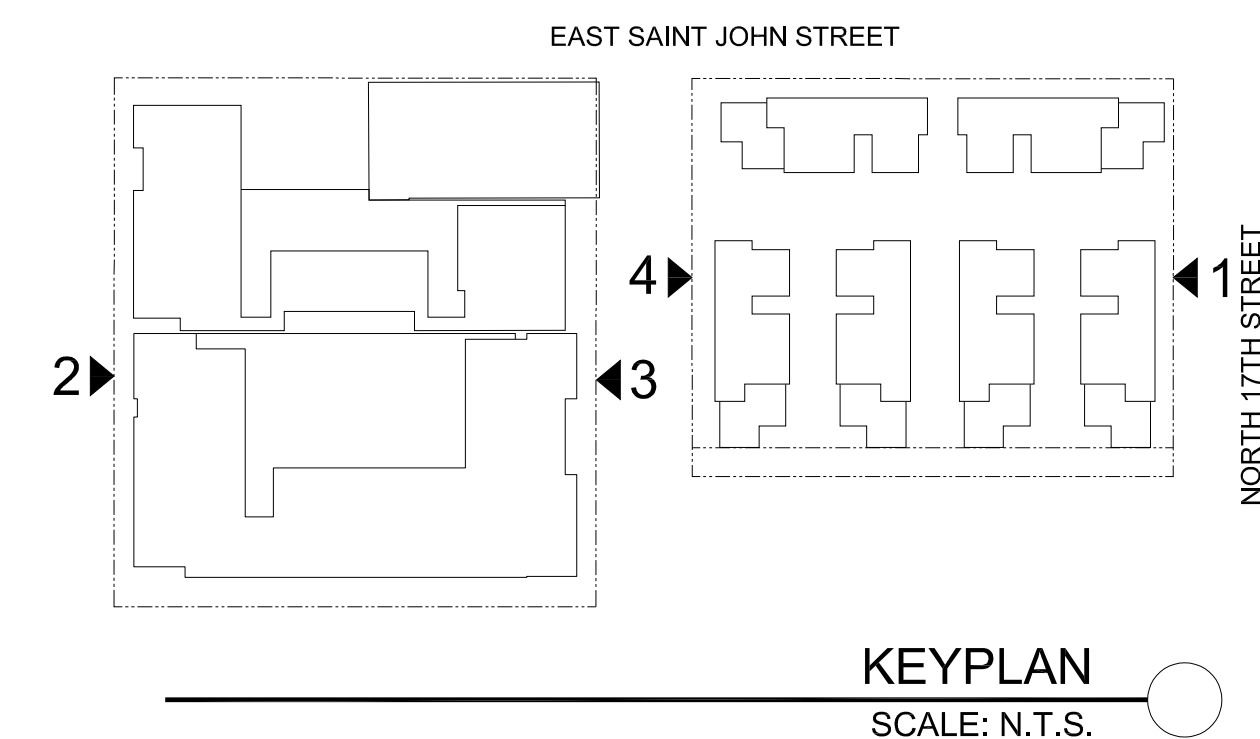 EAST SAINT JOHN STREET
4
1
NORTH 17TH STREET
2
3
KEYPLAN
SCALE: N.T.S.